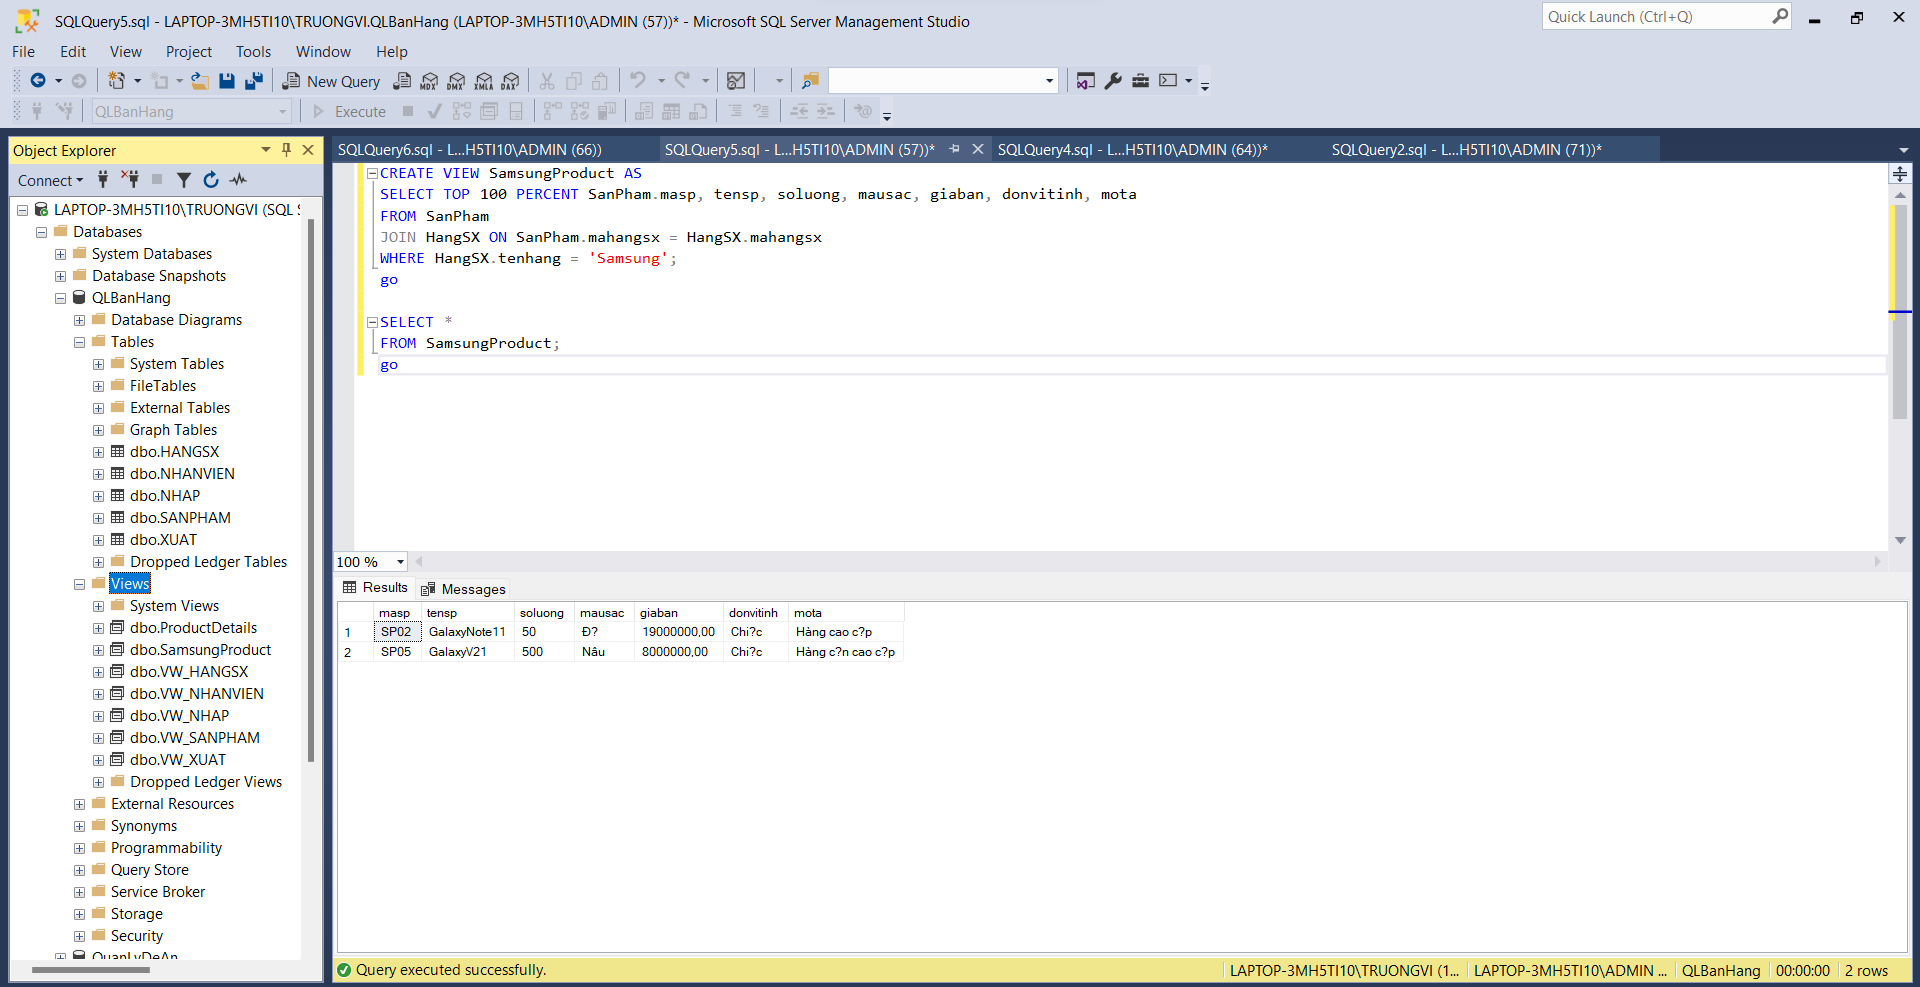 SQLQuery5.sql - LAPTOP-3MH5TI10\TRUONGVI.QLBanHang (LAPTOP-3MH5TI10\ADMIN (57))* - Microsoft SQL Server Management Studio
Quick Launch (Ctrl+Q)
File Edit View Project Tools Window Help
New Query MDX DMX XMLA DAX
QLBanHang Execute
Object Explorer
Connect
LAPTOP-3MH5TI10\TRUONGVI (SQL S
Databases
System Databases
Database Snapshots
QLBanHang
Database Diagrams
Tables
System Tables
FileTables
External Tables
Graph Tables
dbo.HANGSX
dbo.NHANVIEN
dbo.NHAP
dbo.SANPHAM
dbo.XUAT
Dropped Ledger Tables
Views
System Views
dbo.ProductDetails
dbo.SamsungProduct
dbo.VW_HANGSX
dbo.VW_NHANVIEN
dbo.VW_NHAP
dbo.VW_SANPHAM
dbo.VW_XUAT
Dropped Ledger Views
External Resources
Synonyms
Programmability
Query Store
Service Broker
Storage
Security
QuanLyDeAn
SQLQuery6.sql - L...H5TI10\ADMIN (66)) SQLQuery5.sql - L...H5TI10\ADMIN (57))* SQLQuery4.sql - L...H5TI10\ADMIN (64))* SQLQuery2.sql - L...H5TI10\ADMIN (71))*
CREATE VIEW SamsungProduct AS
SELECT TOP 100 PERCENT SanPham.masp, tensp, soluong, mausac, giaban, donvitinh, mota
FROM SanPham
JOIN HangSX ON SanPham.mahangsx = HangSX.mahangsx
WHERE HangSX.tenhang = 'Samsung';
go
SELECT *
FROM SamsungProduct;
go
100 %
Results Messages
masp tensp soluong mausac giaban donvitinh mota
1 SP02 GalaxyNote11 50 Đ? 19000000,00 Chi?c Hàng cao c?p
2 SP05 GalaxyV21 500 Nâu 8000000,00 Chi?c Hàng c?n cao c?p
Query executed successfully. LAPTOP-3MH5TI10\TRUONGVI (1... LAPTOP-3MH5TI10\ADMIN ... QLBanHang 00:00:00 2 rows